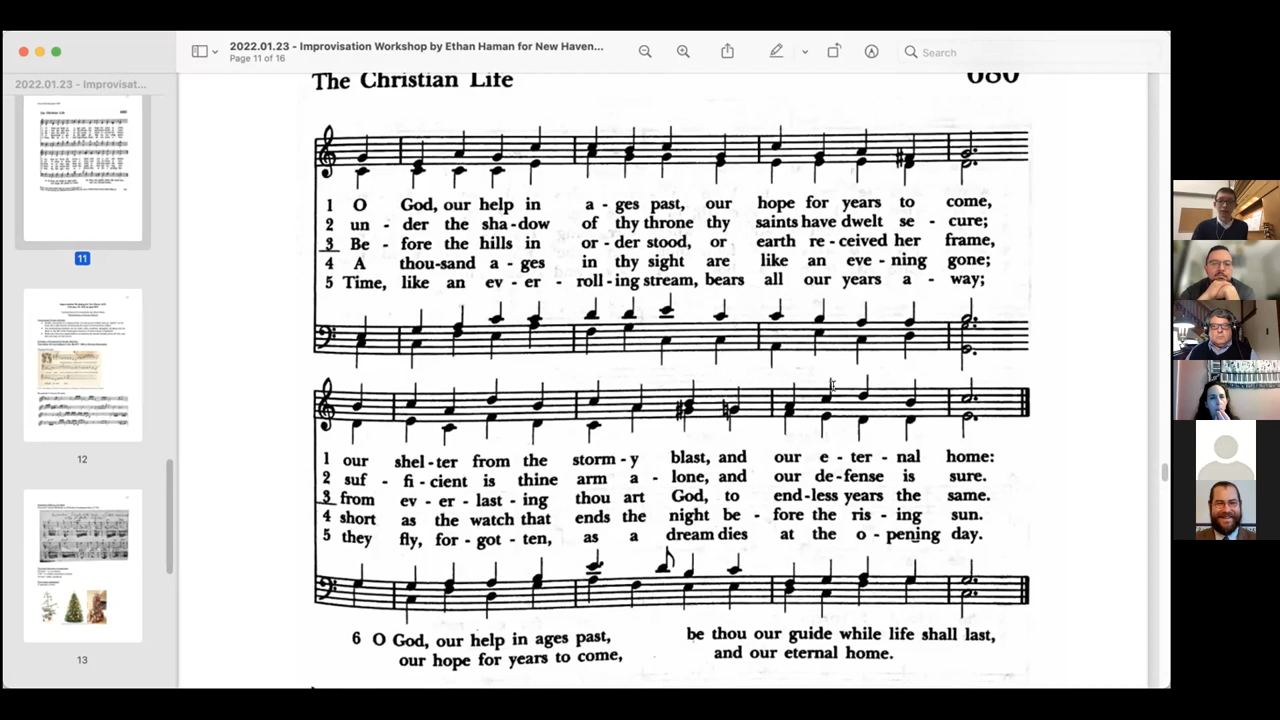 2022.01.23 - Improvisation Workshop by Ethan Haman for New Haven...
Page 11 of 16
Search
2022.01.23 - Improvisat...
11
12
13
The Christian Life
680
1 O God, our help in a - ges past, our hope for years to come,
2 un - der the sha - dow of thy throne thy saints have dwelt se - cure;
3 Be - fore the hills in or - der stood, or earth re - ceived her frame,
4 A thou - sand a - ges in thy sight are like an eve - ning gone;
5 Time, like an ev - er - roll - ing stream, bears all our years a - way;
1 our shel - ter from the storm - y blast, and our e - ter - nal home:
2 suf - fi - cient is thine arm a - lone, and our de - fense is sure.
3 from ev - er - last - ing thou art God, to end - less years the same.
4 short as the watch that ends the night be - fore the ris - ing sun.
5 they fly, for - got - ten, as a dream dies at the o - pening day.
6 O God, our help in ages past, be thou our guide while life shall last,
our hope for years to come, and our eternal home.